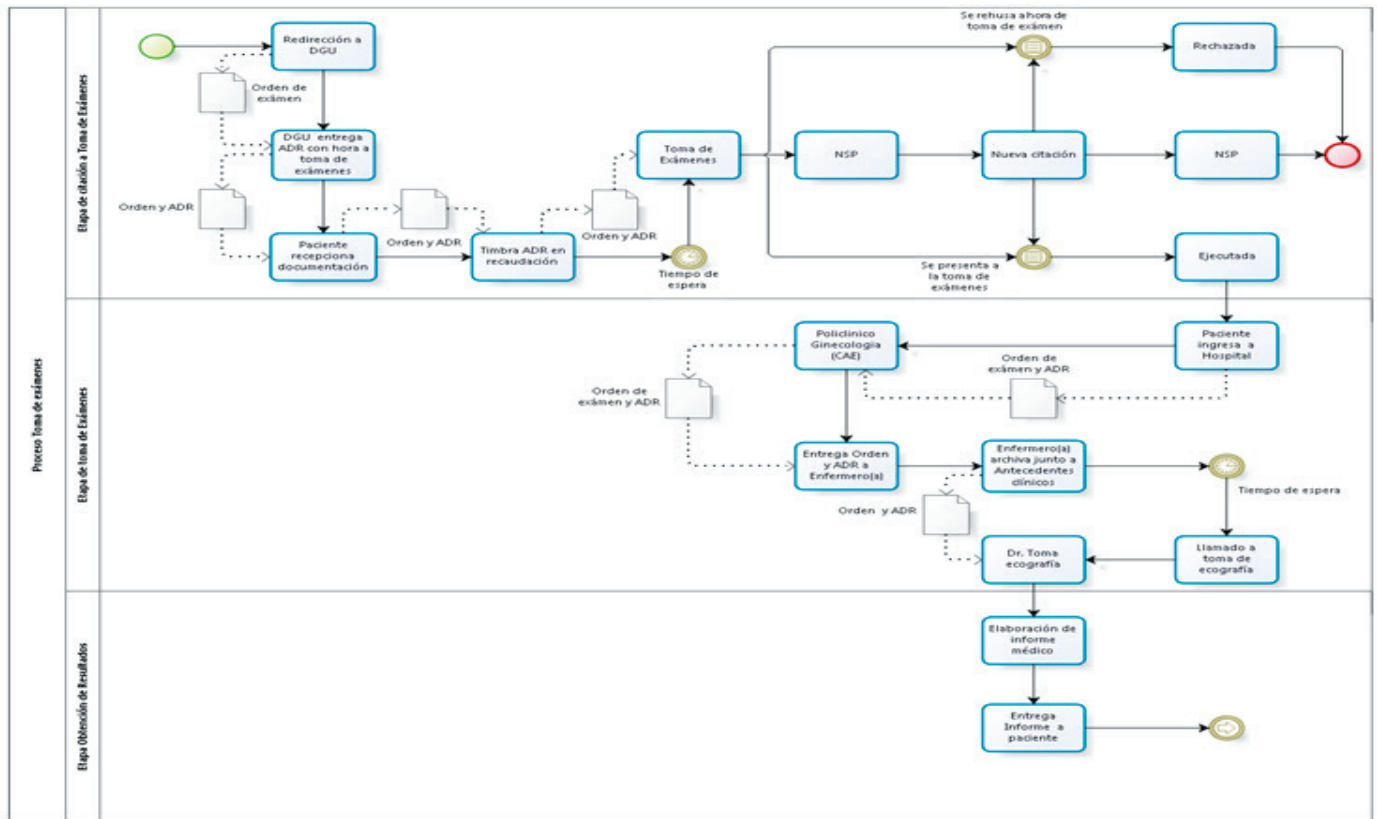 Proceso Toma de exámenes
Etapa de citación a Toma de Exámenes
Redirección a
DGU
Orden de
exámen
DGU entrega
ADR con hora a
toma de
exámenes
Orden y ADR
Paciente
recepciona
documentación
Orden y ADR
Timbra ADR en
recaudación
Orden y ADR
Tiempo de
espera
Toma de
Exámenes
NSP
Se rehusa ahora de
toma de exámen
Nueva citación
Se presenta a
la toma de
exámenes
Rechazada
NSP
Ejecutada
Etapa de toma de Exámenes
Paciente
ingresa a
Hospital
Orden de
exámen y ADR
Policlínico
Ginecología
(CAE)
Orden de
exámen y ADR
Entrega Orden
y ADR a
Enfermero(a)
Enfermero(a)
archiva junto a
Antecedentes
clínicos
Orden y ADR
Tiempo de espera
Llamado a
toma de
ecografía
Dr. Toma
ecografía
Etapa Obtención de Resultados
Elaboración de
informe
médico
Entrega
Informe a
paciente